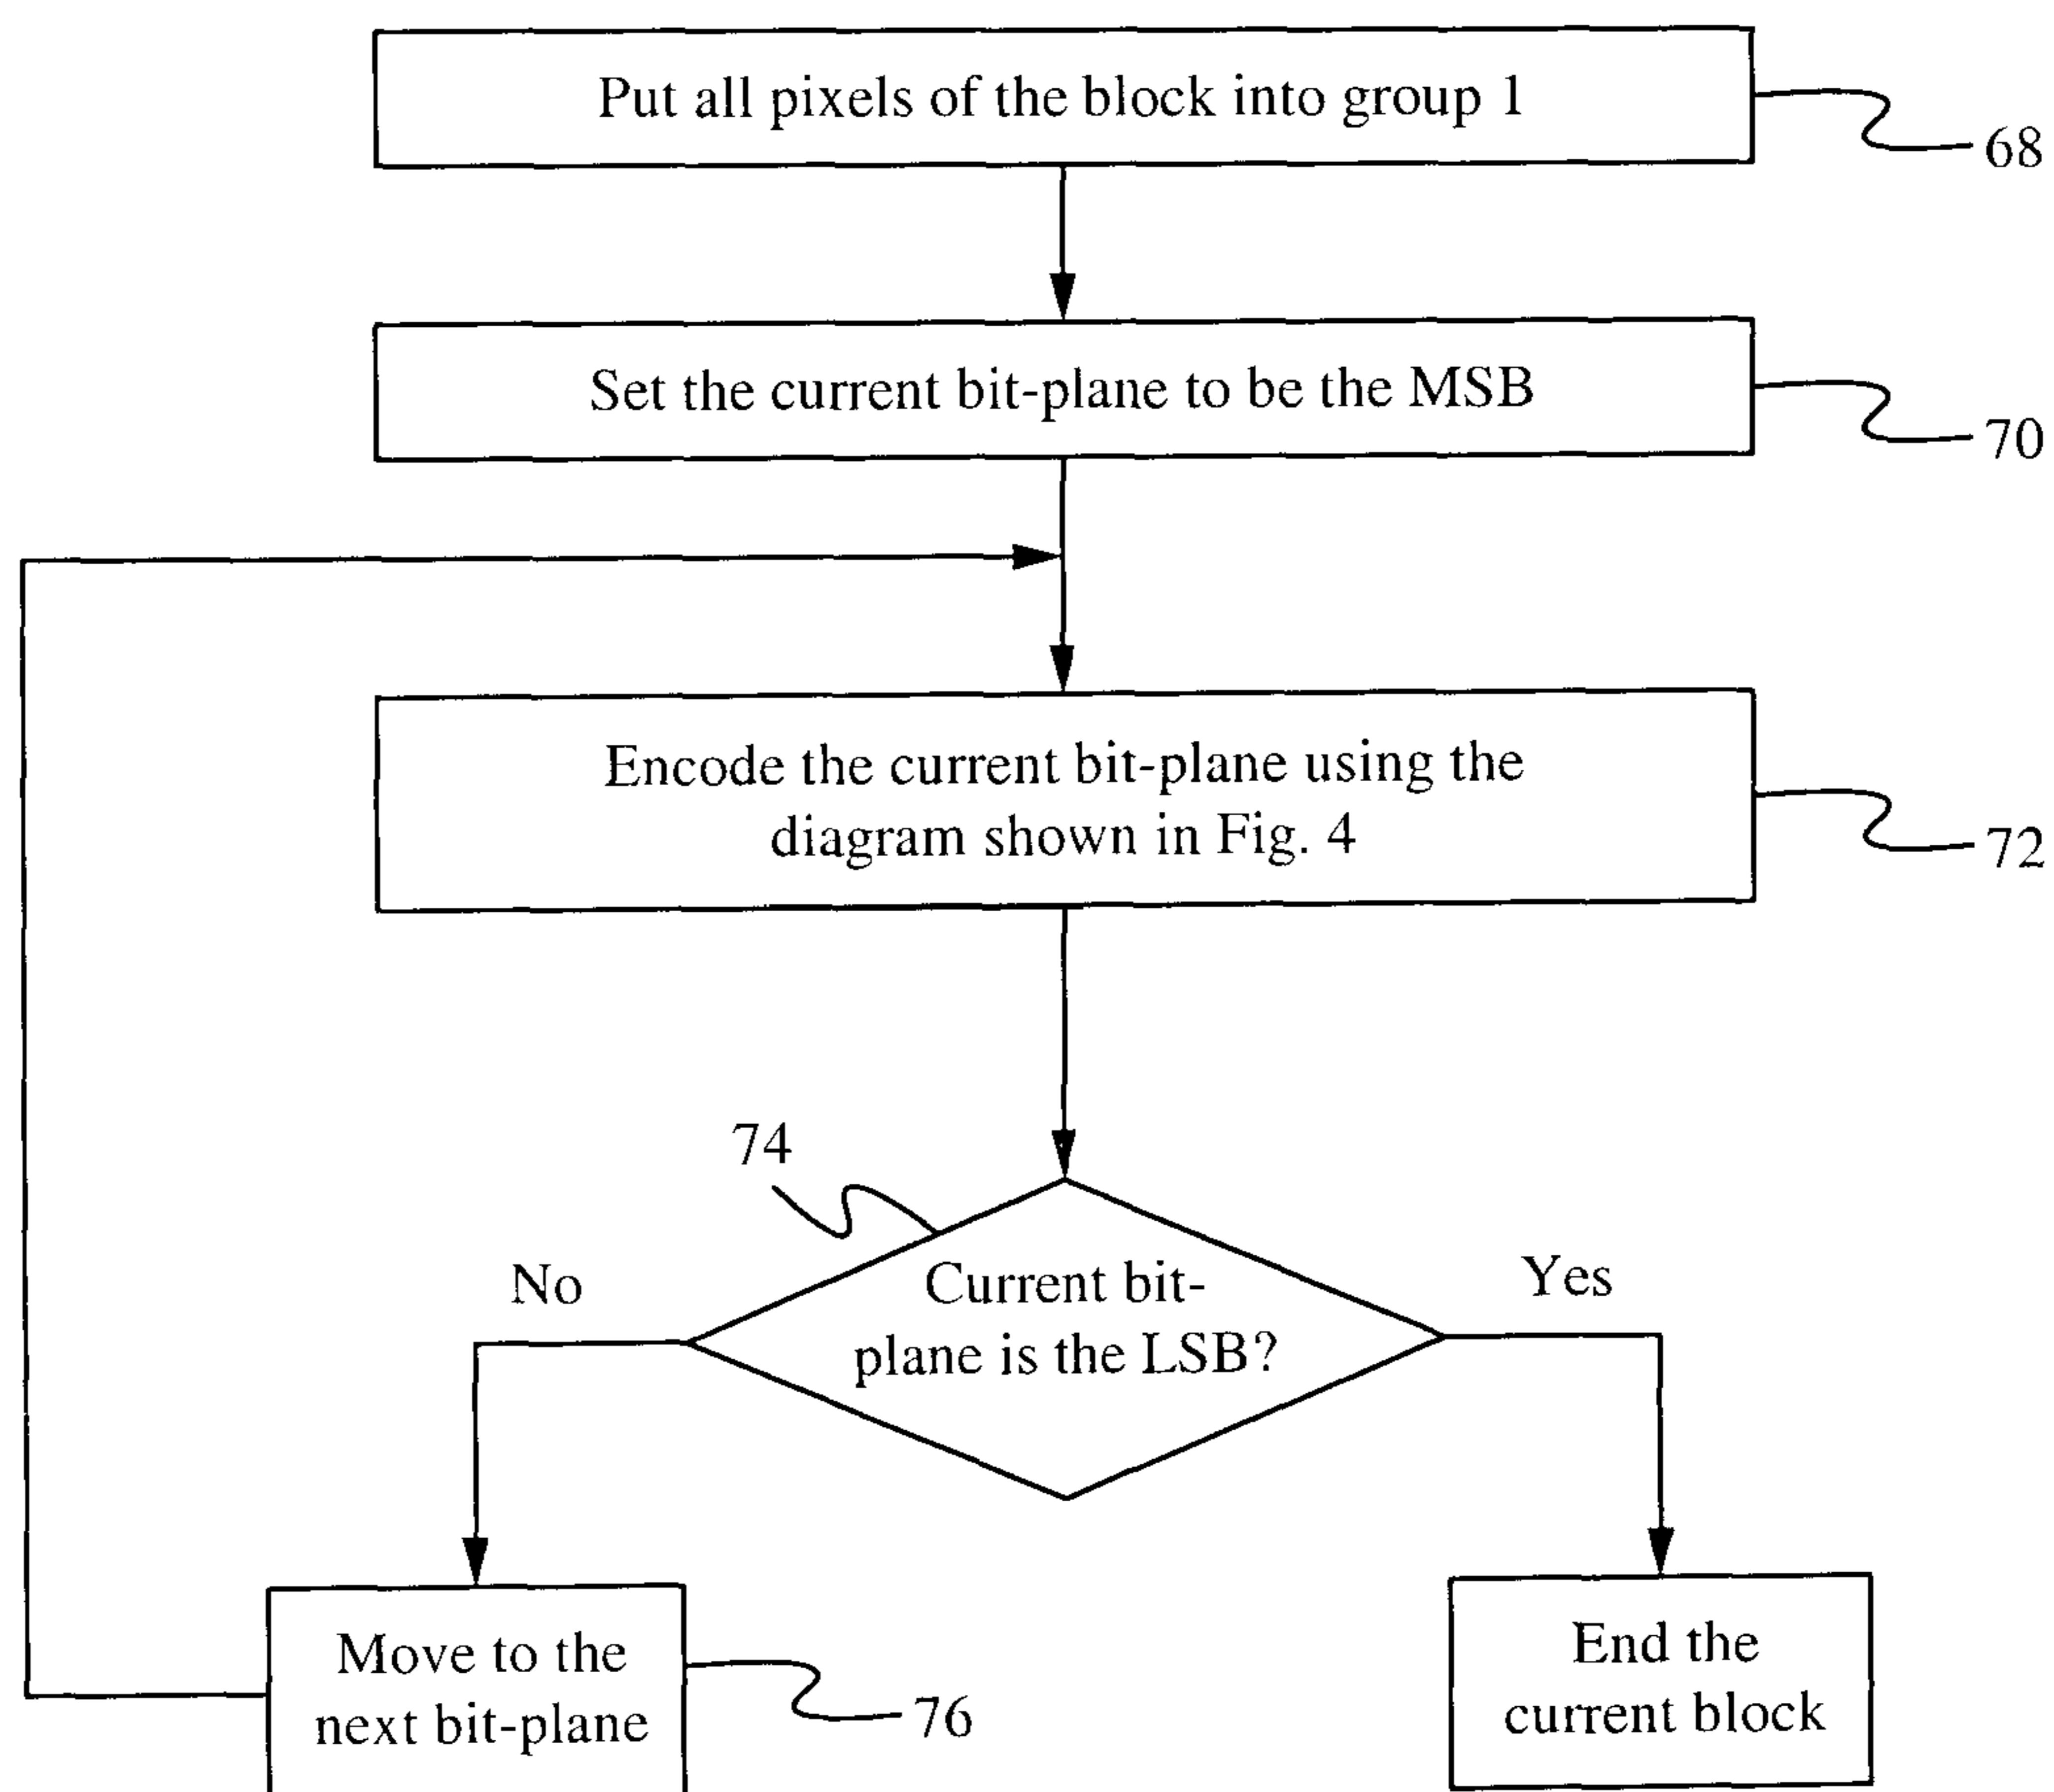 Put all pixels of the block into group 1
68
Set the current bit-plane to be the MSB
70
Encode the current bit-plane using the
diagram shown in Fig. 4
72
74
No
Current bit-
plane is the LSB?
Yes
Move to the
next bit-plane
76
End the
current block